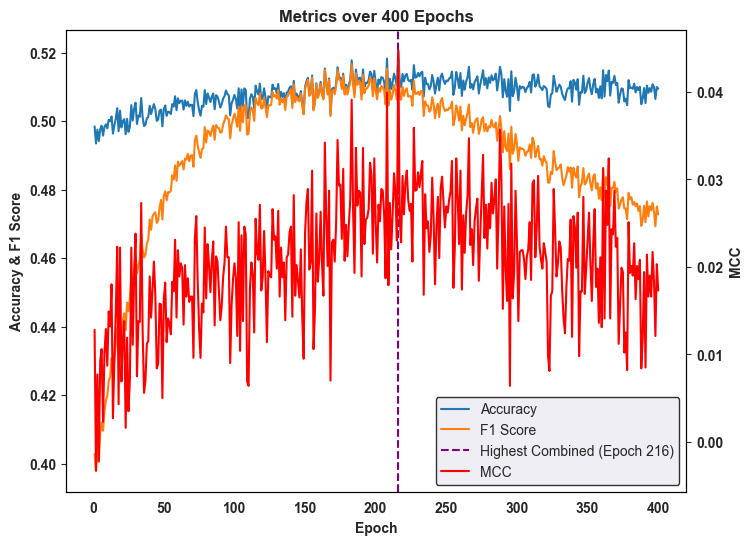 Metrics over 400 Epochs
Accuracy & F1 Score
0.52
0.50
0.48
0.46
0.44
0.42
0.40
0.04
0.03
0.02
0.01
0.00
MCC
Accuracy
F1 Score
Highest Combined (Epoch 216)
MCC
0 50 100 150 200 250 300 350 400
Epoch